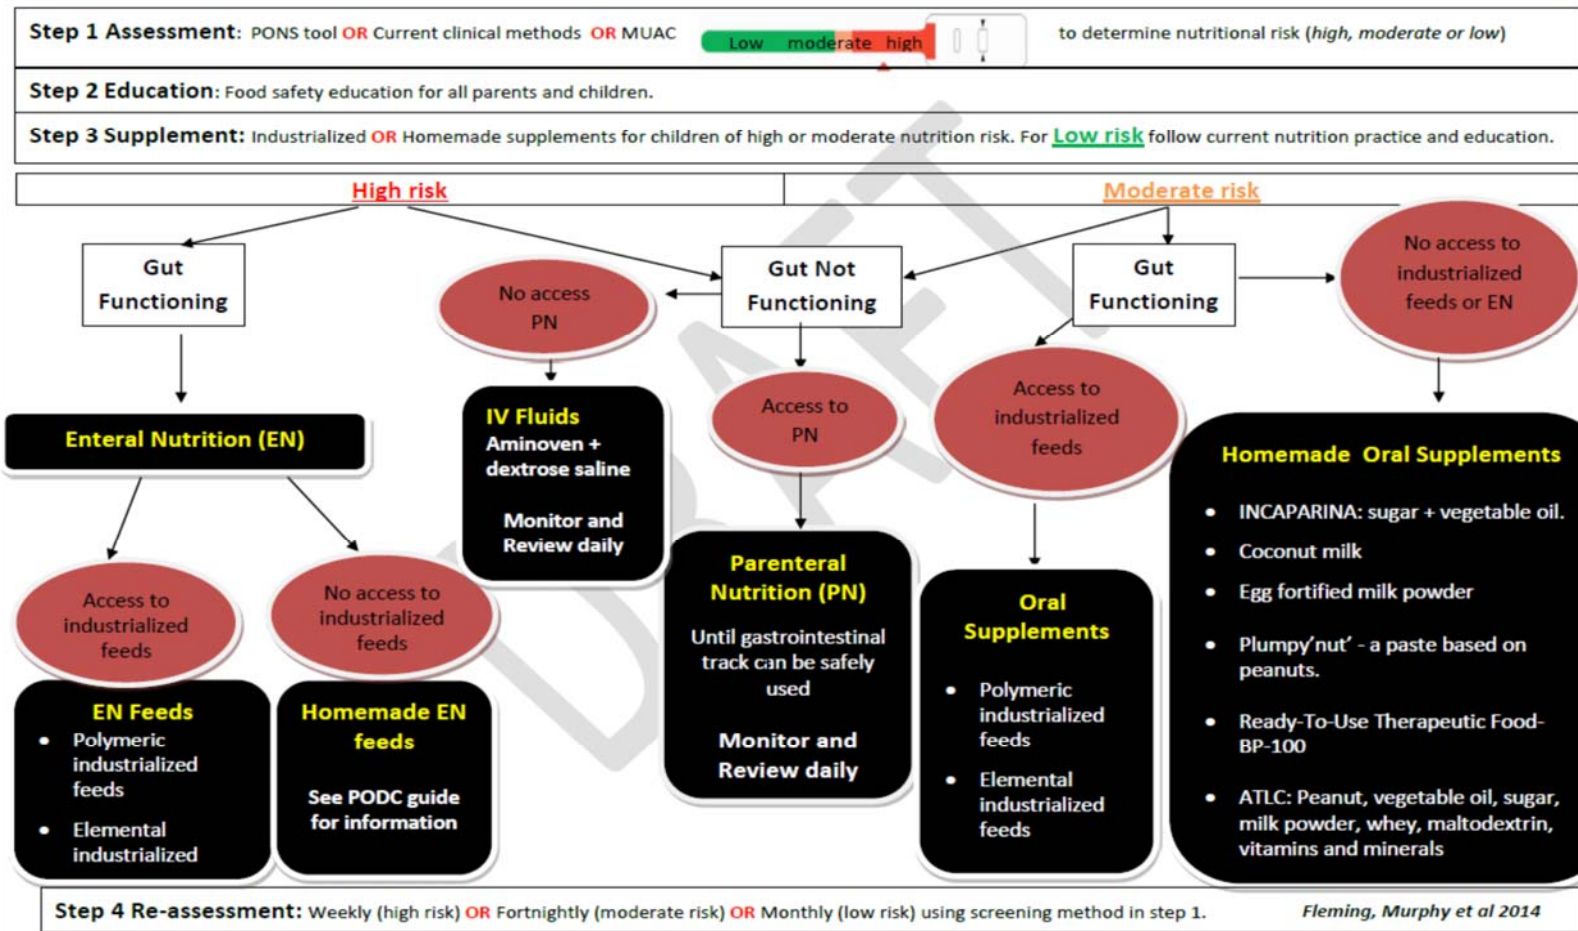 Step 1 Assessment: PONS tool OR Current clinical methods OR MUAC
Low moderate high
to determine nutritional risk (high, moderate or low)
Step 2 Education: Food safety education for all parents and children.
Step 3 Supplement: Industrialized OR Homemade supplements for children of high or moderate nutrition risk. For Low risk follow current nutrition practice and education.
High risk
Moderate risk
Gut
Functioning
No access
PN
Gut Not
Functioning
Gut
Functioning
No access to
industrialized
feeds or EN
Enteral Nutrition (EN)
IV Fluids
Aminoven +
dextrose saline
Monitor and
Review daily
Access to
PN
Access to
industrialized
feeds
Access to
industrialized
feeds
No access to
industrialized
feeds
EN Feeds
• Polymeric
industrialized
feeds
• Elemental
industrialized
Homemade EN
feeds
See PODC guide
for information
Parenteral
Nutrition (PN)
Until gastrointestinal
track can be safely
used
Monitor and
Review daily
Oral
Supplements
• Polymeric
industrialized
feeds
• Elemental
industrialized
feeds
Homemade Oral Supplements
• INCAPARINA: sugar + vegetable oil.
• Coconut milk
• Egg fortified milk powder
• Plumpy'nut' - a paste based on
peanuts.
• Ready-To-Use Therapeutic Food-
BP-100
• ATLC: Peanut, vegetable oil, sugar,
milk powder, whey, maltodextrin,
vitamins and minerals
Step 4 Re-assessment: Weekly (high risk) OR Fortnightly (moderate risk) OR Monthly (low risk) using screening method in step 1.
Fleming, Murphy et al 2014
DRAFT